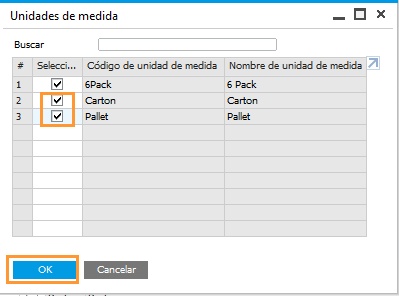 Unidades de medida
Buscar
# Selecci... Código de unidad de medida Nombre de unidad de medida
1 6Pack 6 Pack
2 Carton Carton
3 Pallet Pallet
OK Cancelar